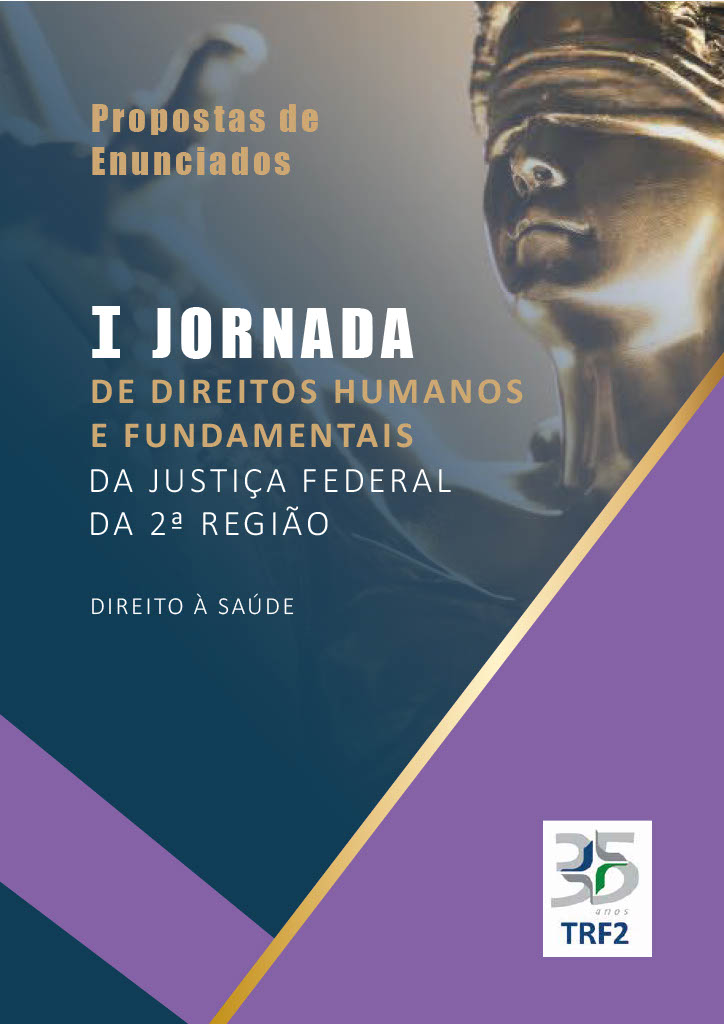 Propostas de
Enunciados
I JORNADA
DE DIREITOS HUMANOS
E FUNDAMENTAIS
DA JUSTIÇA FEDERAL
DA 2ª REGIÃO
DIREITO À SAÚDE
35
anos
TRF2